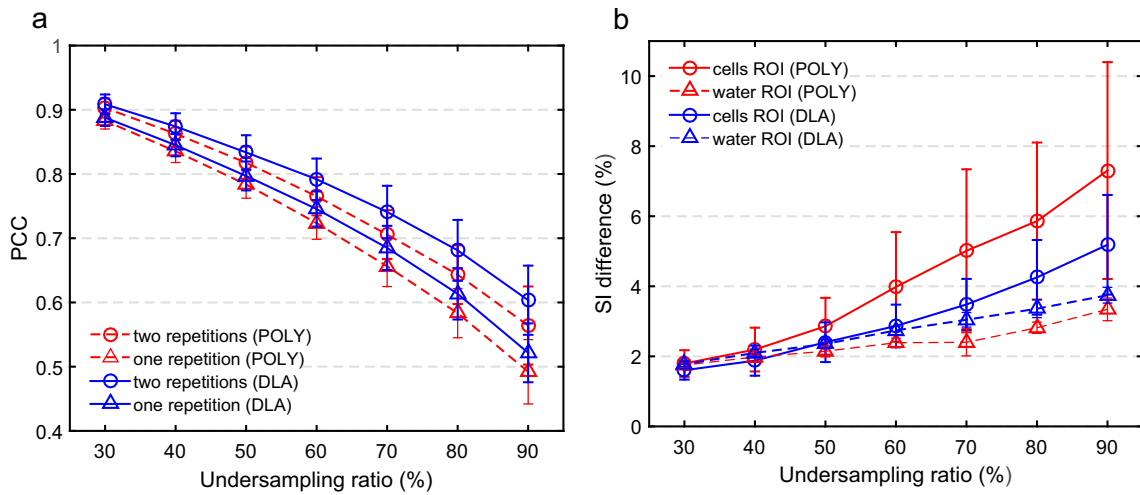 a
1
0.9
0.8
0.7
0.6
0.5
0.4
PCC
two repetitions (POLY)
one repetition (POLY)
two repetitions (DLA)
one repetition (DLA)
30 40 50 60 70 80 90
Undersampling ratio (%)
b
10
8
6
4
2
0
SI difference (%)
cells ROI (POLY)
water ROI (POLY)
cells ROI (DLA)
water ROI (DLA)
30 40 50 60 70 80 90
Undersampling ratio (%)